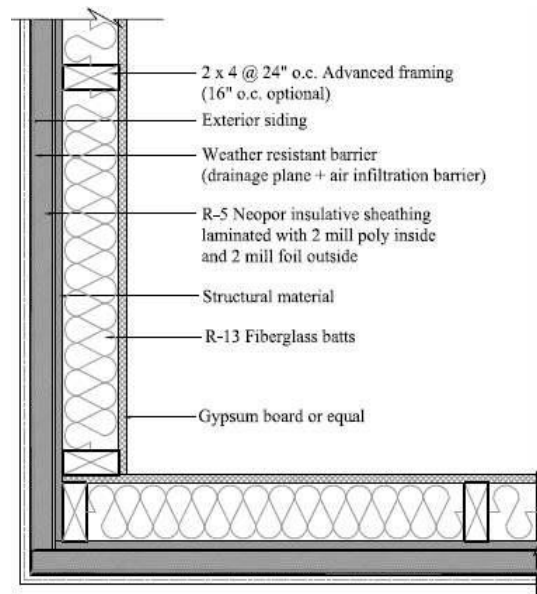 2 x 4 @ 24" o.c. Advanced framing
(16" o.c. optional)
Exterior siding
Weather resistant barrier
(drainage plane + air infiltration barrier)
R-5 Neopor insulative sheathing
laminated with 2 mill poly inside
and 2 mill foil outside
Structural material
R-13 Fiberglass batts
Gypsum board or equal